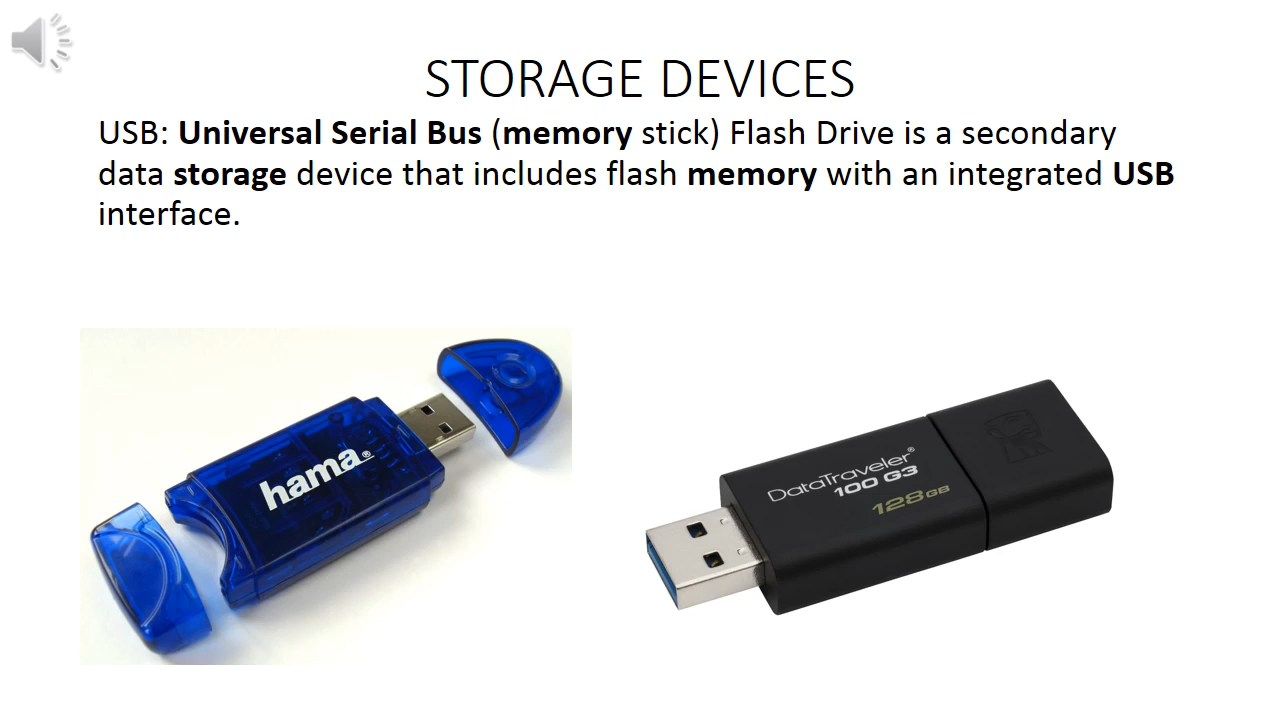 STORAGE DEVICES
USB: Universal Serial Bus (memory stick) Flash Drive is a secondary
data storage device that includes flash memory with an integrated USB
interface.
hama®
DataTraveler®
100 G3
128GB